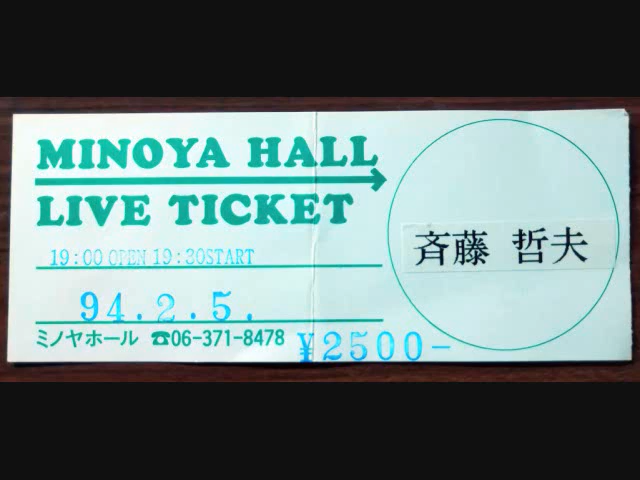 MINOYA HALL
LIVE TICKET
19:00 OPEN 19:30START
94.2.5.
ミノヤホール ☎06-371-8478
¥2500-
斉藤 哲夫